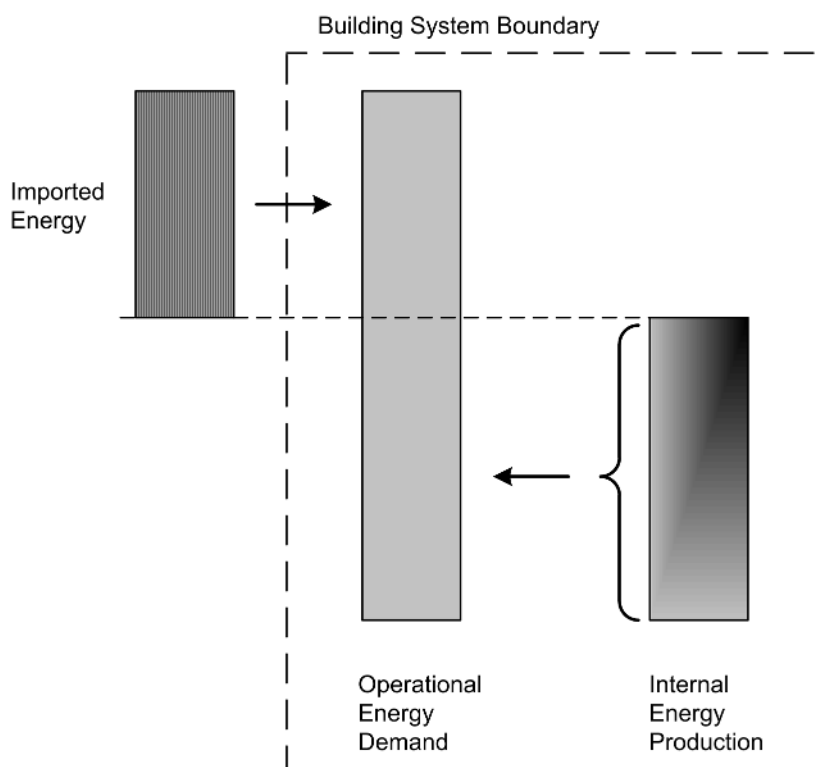 Building System Boundary
Imported
Energy
Operational
Energy
Demand
Internal
Energy
Production